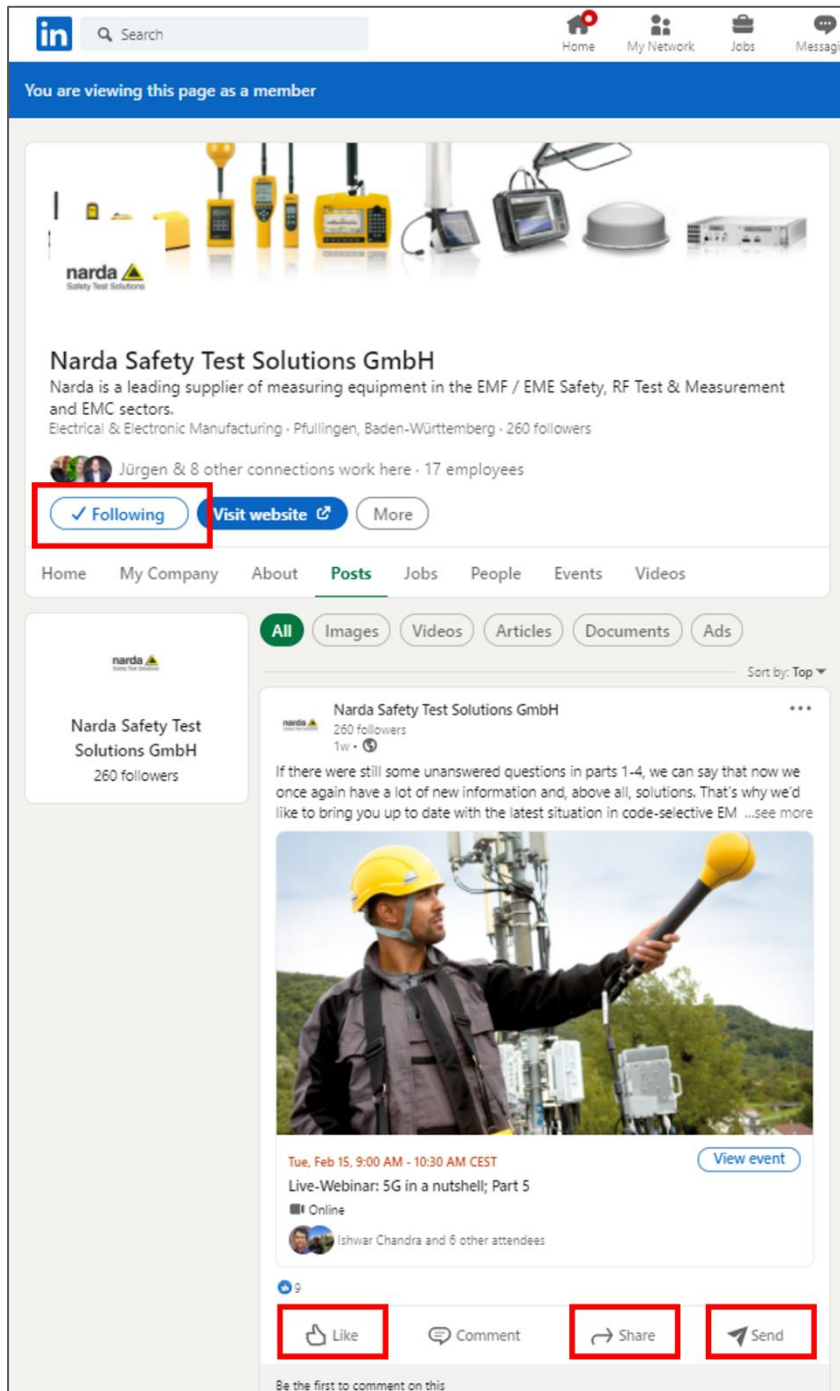 in
Search
Home
My Network
Jobs
Messagi
You are viewing this page as a member
narda
Safety Test Solutions
Narda Safety Test Solutions GmbH
Narda is a leading supplier of measuring equipment in the EMF / EME Safety, RF Test & Measurement
and EMC sectors.
Electrical & Electronic Manufacturing · Pfullingen, Baden-Württemberg · 260 followers
Jürgen & 8 other connections work here · 17 employees
✓ Following
Visit website
More
Home My Company About Posts Jobs People Events Videos
All Images Videos Articles Documents Ads
Sort by: Top
narda
Safety Test Solutions
Narda Safety Test
Solutions GmbH
260 followers
narda
Narda Safety Test Solutions GmbH
260 followers
1w •
If there were still some unanswered questions in parts 1-4, we can say that now we
once again have a lot of new information and, above all, solutions. That's why we'd
like to bring you up to date with the latest situation in code-selective EM ...see more
Tue, Feb 15, 9:00 AM - 10:30 AM CEST
View event
Live-Webinar: 5G in a nutshell; Part 5
Online
Ishwar Chandra and 6 other attendees
9
Like Comment Share Send
Be the first to comment on this